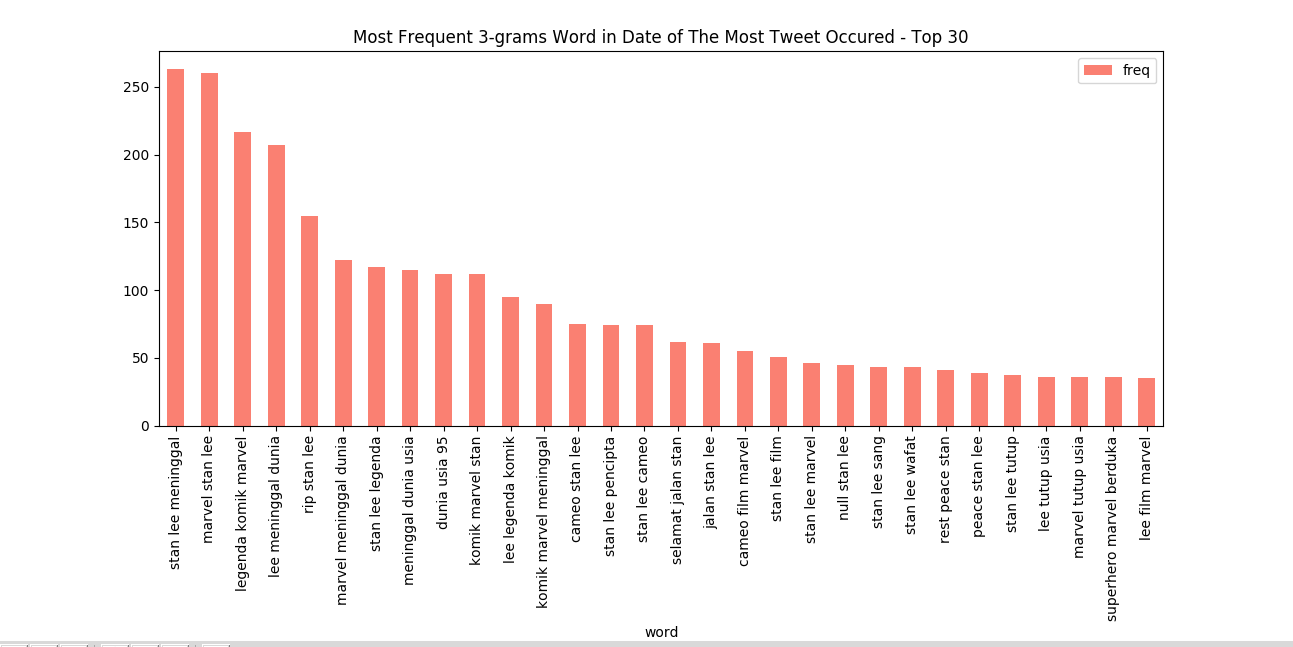 Most Frequent 3-grams Word in Date of The Most Tweet Occured - Top 30
freq
250
200
150
100
50
0
stan lee meninggal
marvel stan lee
legenda komik marvel
lee meninggal dunia
rip stan lee
marvel meninggal dunia
stan lee legenda
meninggal dunia usia
dunia usia 95
komik marvel stan
lee legenda komik
komik marvel meninggal
cameo stan lee
stan lee pencipta
stan lee cameo
selamat jalan stan
jalan stan lee
cameo film marvel
stan lee film
stan lee marvel
null stan lee
stan lee sang
stan lee wafat
rest peace stan
peace stan lee
stan lee tutup
lee tutup usia
marvel tutup usia
superhero marvel berduka
lee film marvel
word